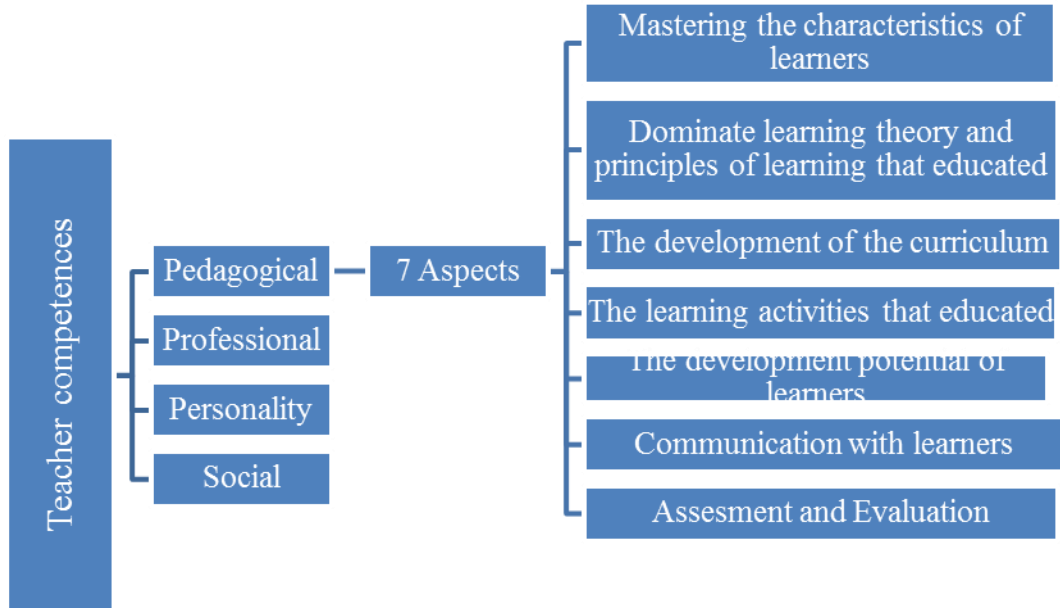 Teacher competences
Pedagogical
Professional
Personality
Social
7 Aspects
Mastering the characteristics of
learners
Dominate learning theory and
principles of learning that educated
The development of the curriculum
The learning activities that educated
The development potential of
learners
Communication with learners
Assesment and Evaluation